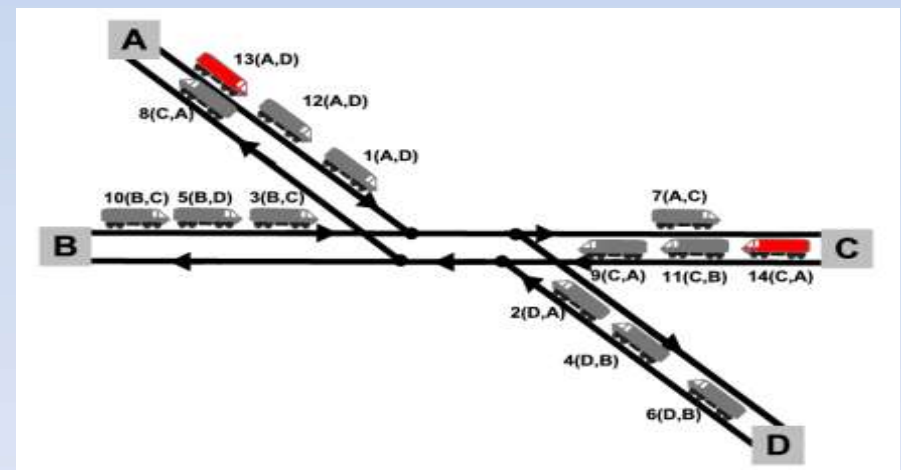 A
13(A,D)
12(A,D)
8(C,A)
1(A,D)
10(B,C) 5(B,D) 3(B,C)
7(A,C)
B
C
9(C,A) 11(C,B) 14(C,A)
2(D,A)
4(D,B)
6(D,B)
D